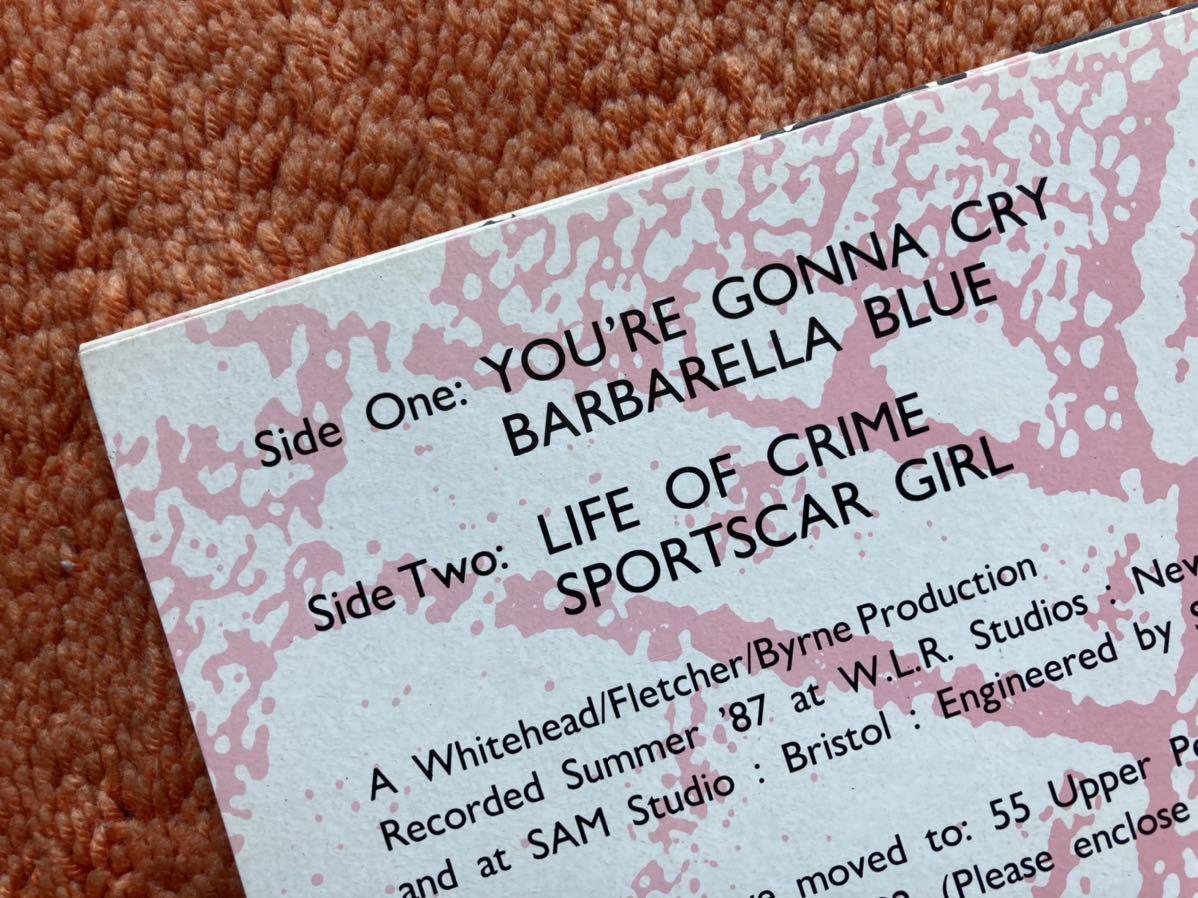 Side One: YOU'RE GONNA CRY
BARBARELLA BLUE
Side Two: LIFE OF CRIME
SPORTSCAR GIRL
A Whitehead/Fletcher/Byrne Production
Recorded Summer '87 at W.L.R. Studios : New
and at SAM Studio : Bristol : Engineered by S
moved to: 55 Upper Pe
(Please enclose